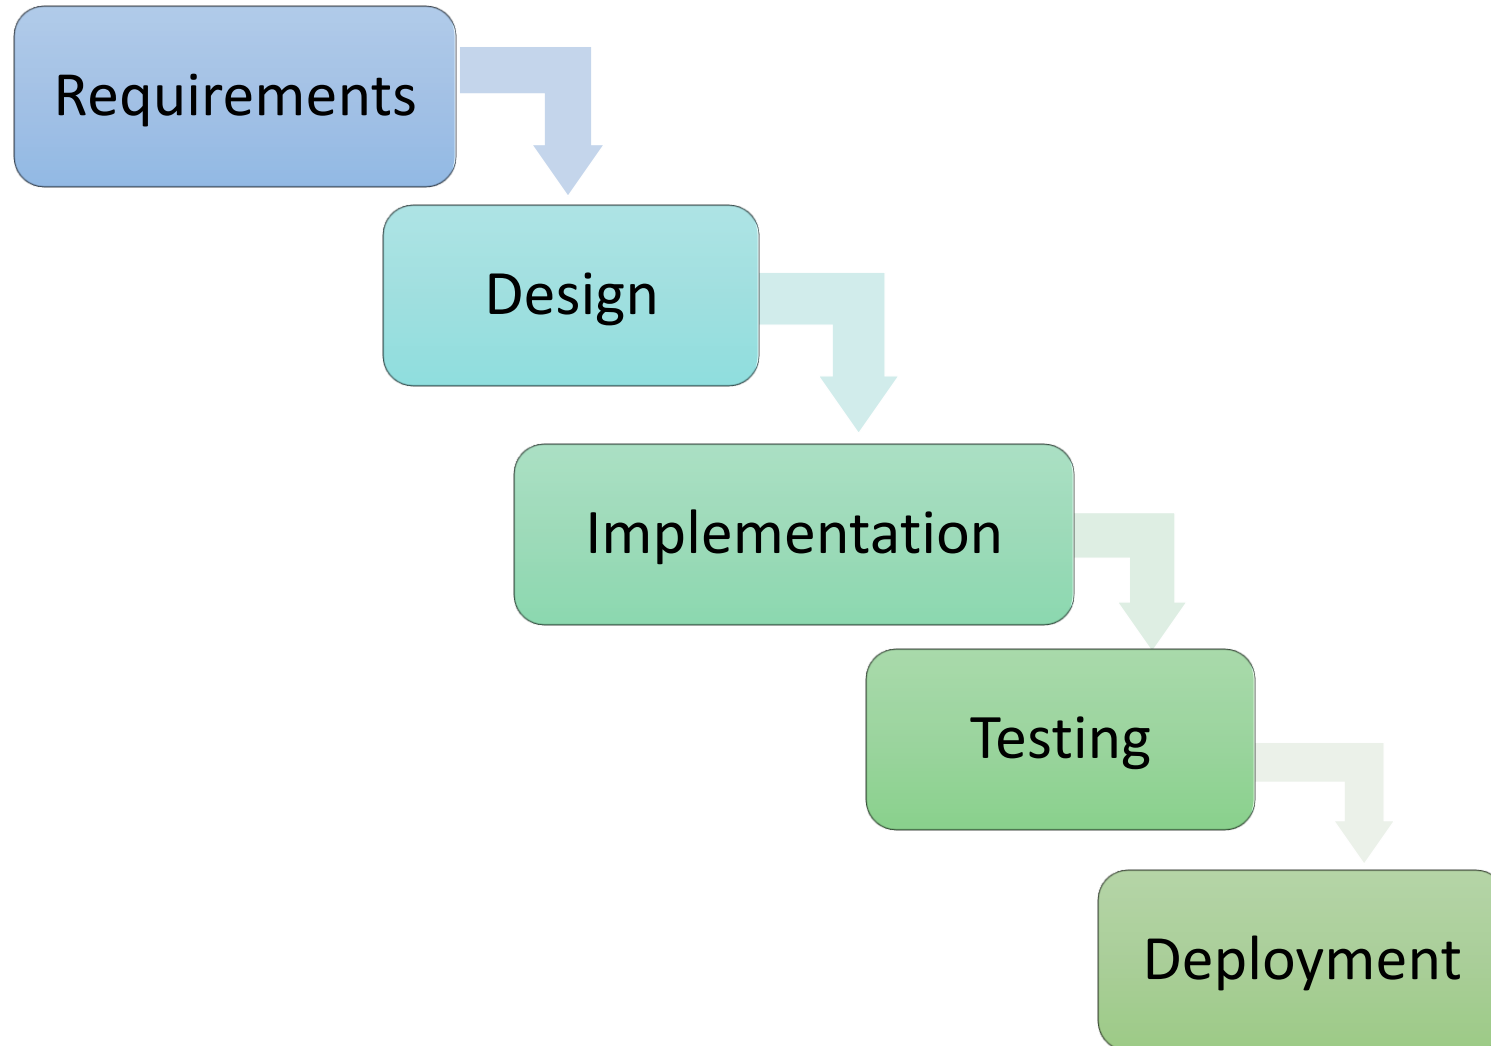 Requirements
Design
Implementation
Testing
Deployment